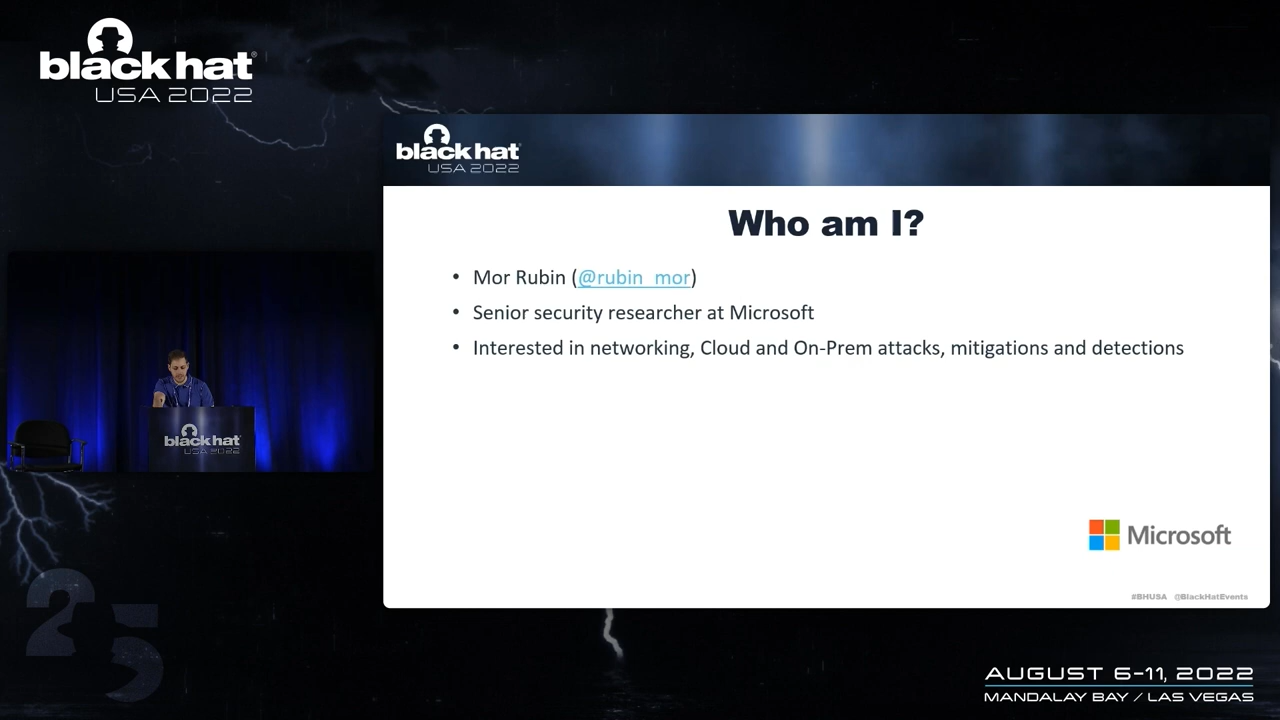 black hat®
USA 2022
black hat
USA 2022
Who am I?
• Mor Rubin (@rubin_mor)
• Senior security researcher at Microsoft
• Interested in networking, Cloud and On-Prem attacks, mitigations and detections
black hat
USA 2022
Microsoft
#BHUSA @BlackHatEvents
25
AUGUST 6-11, 2022
MANDALAY BAY / LAS VEGAS